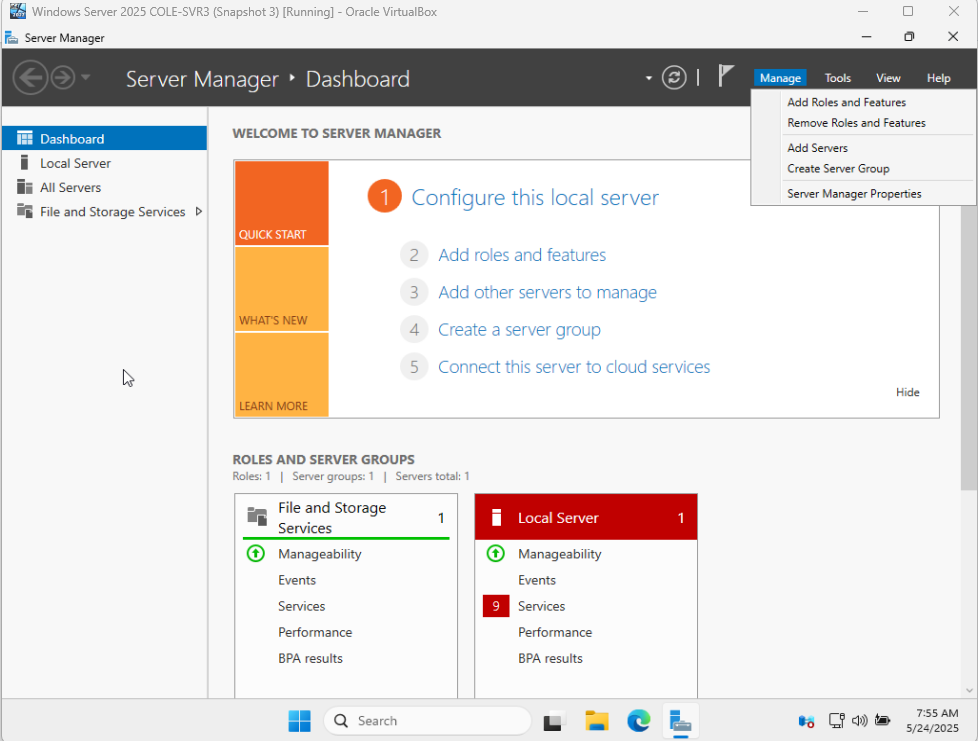 Windows Server 2025 COLE-SVR3 (Snapshot 3) [Running] - Oracle VirtualBox
Server Manager
Server Manager ‣ Dashboard
Manage Tools View Help
Add Roles and Features
Remove Roles and Features
Add Servers
Create Server Group
Server Manager Properties
Dashboard
Local Server
All Servers
File and Storage Services
WELCOME TO SERVER MANAGER
QUICK START
WHAT'S NEW
LEARN MORE
1 Configure this local server
2 Add roles and features
3 Add other servers to manage
4 Create a server group
5 Connect this server to cloud services
Hide
ROLES AND SERVER GROUPS
Roles: 1 | Server groups: 1 | Servers total: 1
File and Storage
Services 1
Manageability
Events
Services
Performance
BPA results
Local Server 1
Manageability
Events
9 Services
Performance
BPA results
Search
7:55 AM
5/24/2025